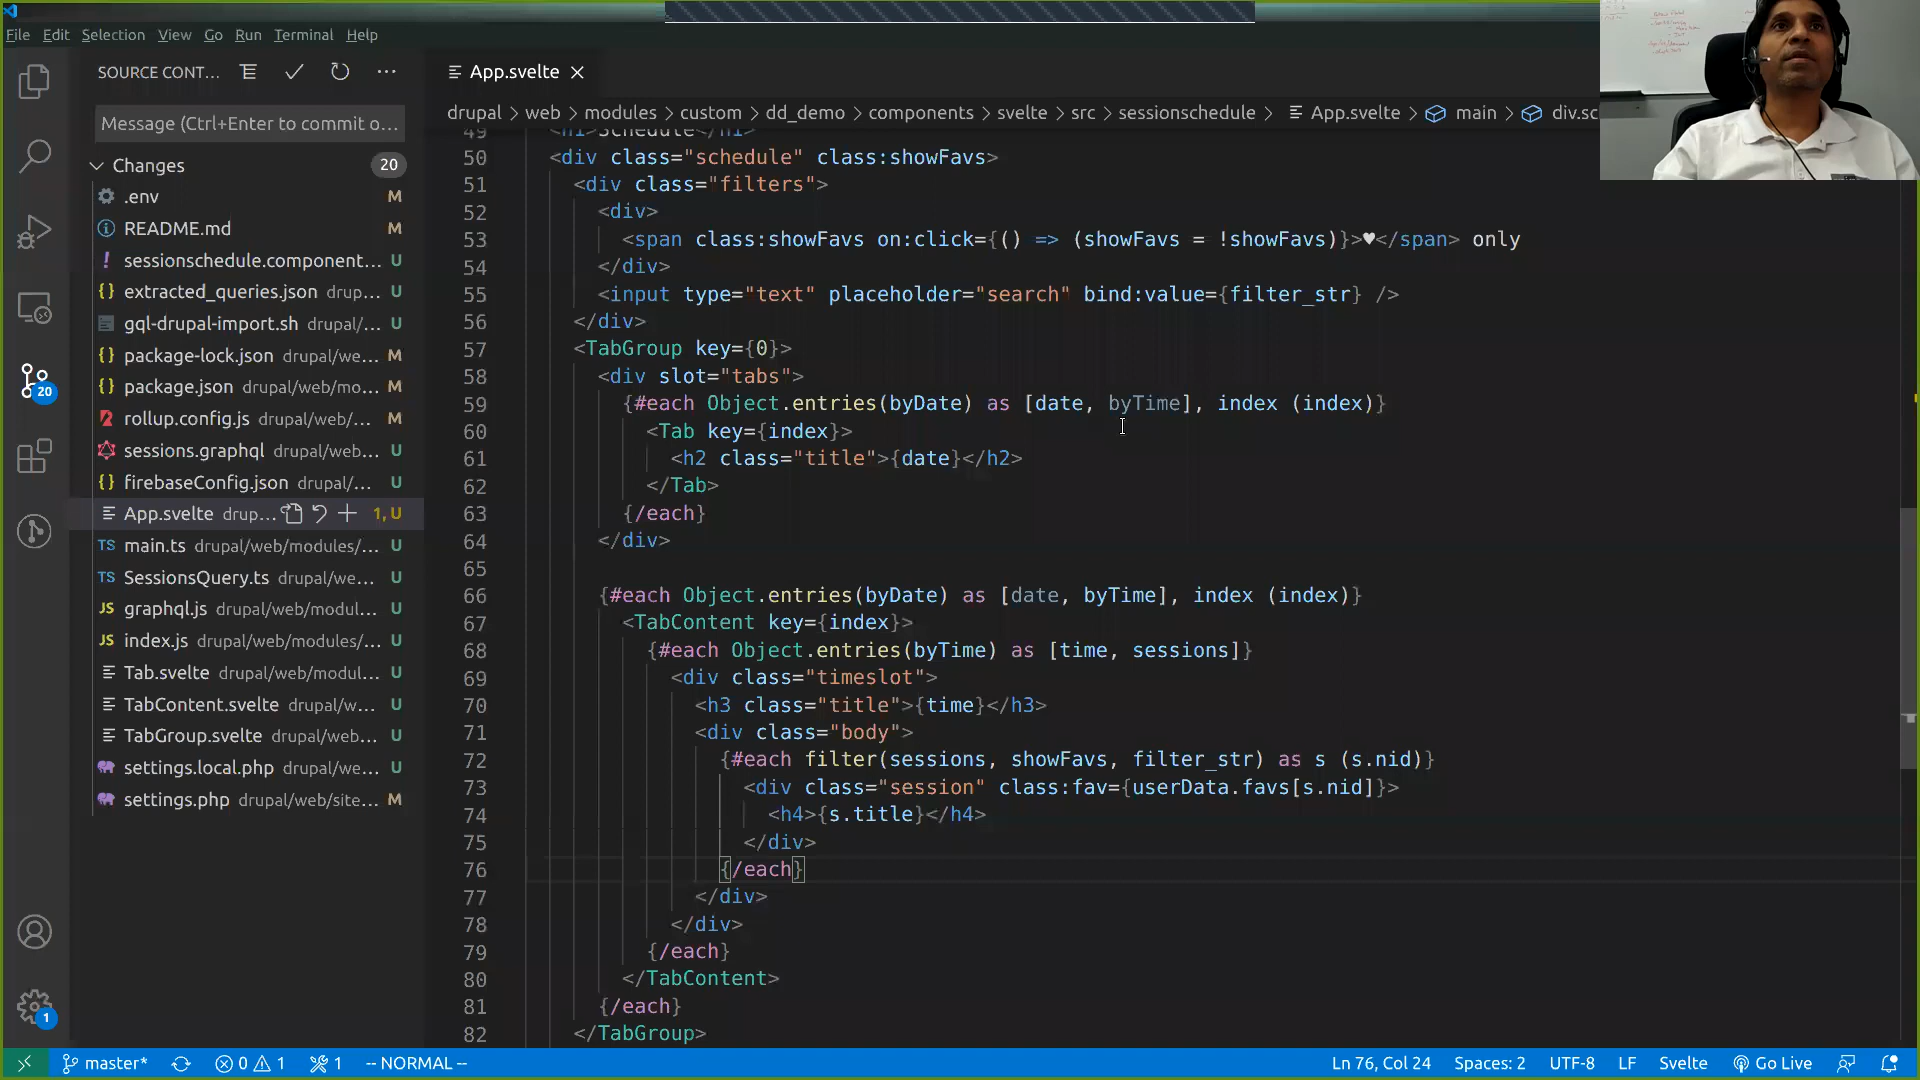 File Edit Selection View Go Run Terminal Help
SOURCE CONT...
Message (Ctrl+Enter to commit o...
Changes 20
.env M
README.md M
sessionschedule.component... U
extracted_queries.json drup... U
gql-drupal-import.sh drupal/... U
package-lock.json drupal/we... M
package.json drupal/web/mo... M
rollup.config.js drupal/web/... M
sessions.graphql drupal/we... U
firebaseConfig.json drupal/... U
App.svelte drup... 1, U
TS main.ts drupal/web/modules/... U
TS SessionsQuery.ts drupal/we... U
JS graphql.js drupal/web/modul... U
JS index.js drupal/web/modules/... U
Tab.svelte drupal/web/modul... U
TabContent.svelte drupal/w... U
TabGroup.svelte drupal/web... U
settings.local.php drupal/we... U
settings.php drupal/web/site... M
20
1
App.svelte
drupal > web > modules > custom > dd_demo > components > svelte > src > sessionschedule > App.svelte > main > div.sc
49 <h1>Schedule</h1>
50 <div class="schedule" class:showFavs>
51 <div class="filters">
52 <div>
53 <span class:showFavs on:click={() => (showFavs = !showFavs)}>♥</span> only
54 </div>
55 <input type="text" placeholder="search" bind:value={filter_str} />
56 </div>
57 <TabGroup key={0}>
58 <div slot="tabs">
59 {#each Object.entries(byDate) as [date, byTime], index (index)}
60 <Tab key={index}>
61 <h2 class="title">{date}</h2>
62 </Tab>
63 {/each}
64 </div>
65
66 {#each Object.entries(byDate) as [date, byTime], index (index)}
67 <TabContent key={index}>
68 {#each Object.entries(byTime) as [time, sessions]}
69 <div class="timeslot">
70 <h3 class="title">{time}</h3>
71 <div class="body">
72 {#each filter(sessions, showFavs, filter_str) as s (s.nid)}
73 <div class="session" class:fav={userData.favs[s.nid]}>
74 <h4>{s.title}</h4>
75 </div>
76 {/each}
77 </div>
78 </div>
79 {/each}
80 </TabContent>
81 {/each}
82 </TabGroup>
master* 0 1 1 -- NORMAL -- Ln 76, Col 24 Spaces: 2 UTF-8 LF Svelte Go Live